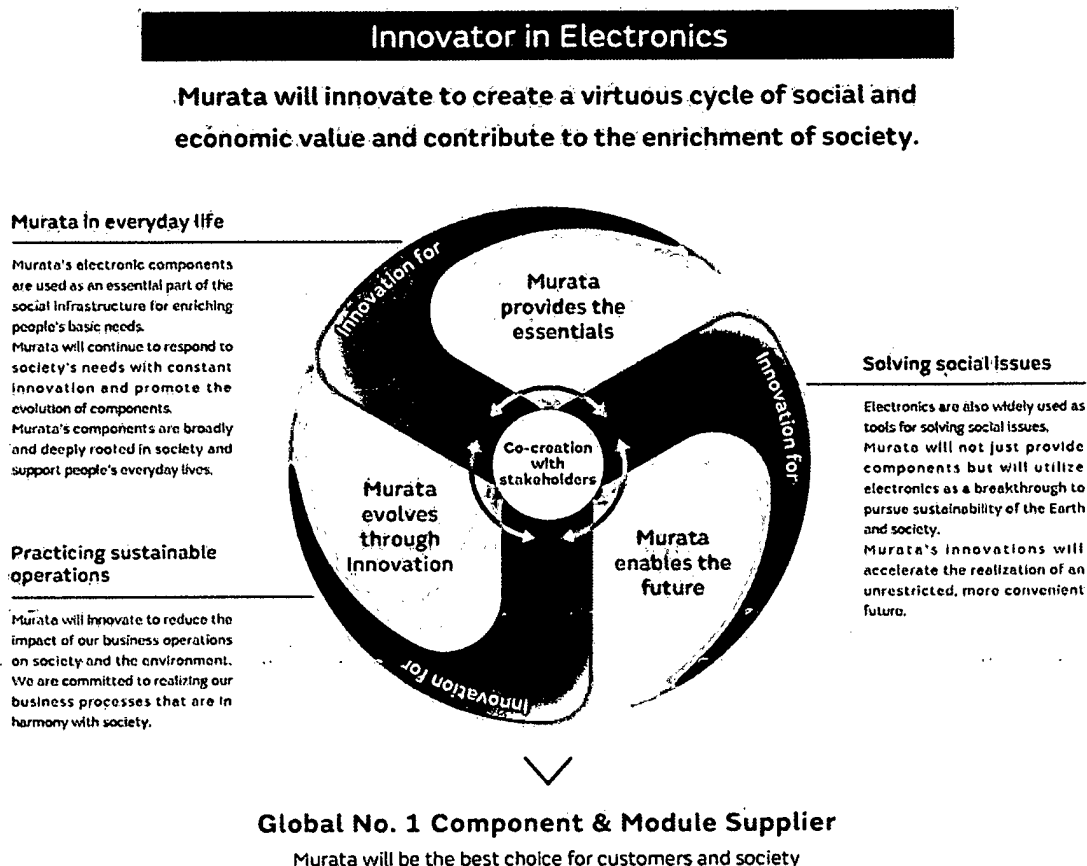 Innovator in Electronics
Murata will innovate to create a virtuous cycle of social and
economic value and contribute to the enrichment of society.
Murata in everyday life
Murata's electronic components
are used as an essential part of the
social infrastructure for enriching
people's basic needs.
Murata will continue to respond to
society's needs with constant
innovation and promote the
evolution of components.
Murata's components are broadly
and deeply rooted in society and
support people's everyday lives.
Practicing sustainable
operations
Murata will innovate to reduce the
impact of our business operations
on society and the environment.
We are committed to realizing our
business processes that are in
harmony with society.
Innovation for
Murata
provides the
essentials
Innovation for
Co-creation
with
stakeholders
Murata
evolves
through
Innovation
Murata
enables the
future
Innovation for
Solving social issues
Electronics are also widely used as
tools for solving social issues.
Murata will not just provide
components but will utilize
electronics as a breakthrough to
pursue sustainability of the Earth
and society.
Murata's innovations will
accelerate the realization of an
unrestricted, more convenient
future.
Global No. 1 Component & Module Supplier
Murata will be the best choice for customers and society